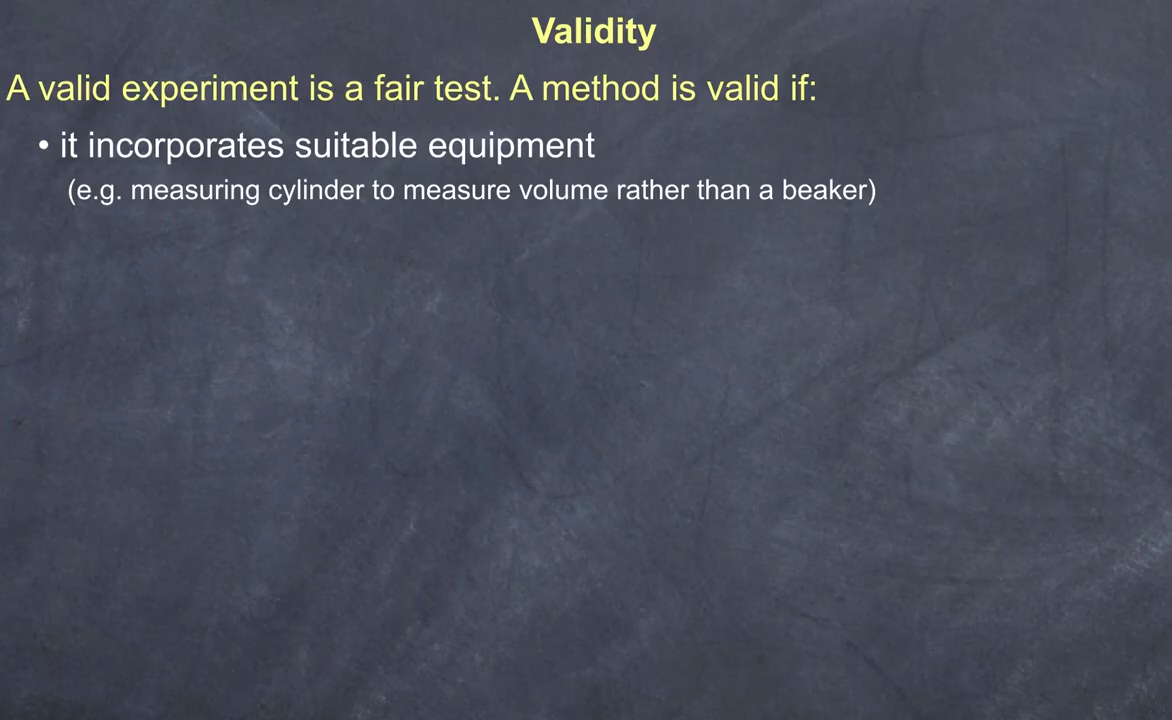 Validity
A valid experiment is a fair test. A method is valid if:
• it incorporates suitable equipment
(e.g. measuring cylinder to measure volume rather than a beaker)